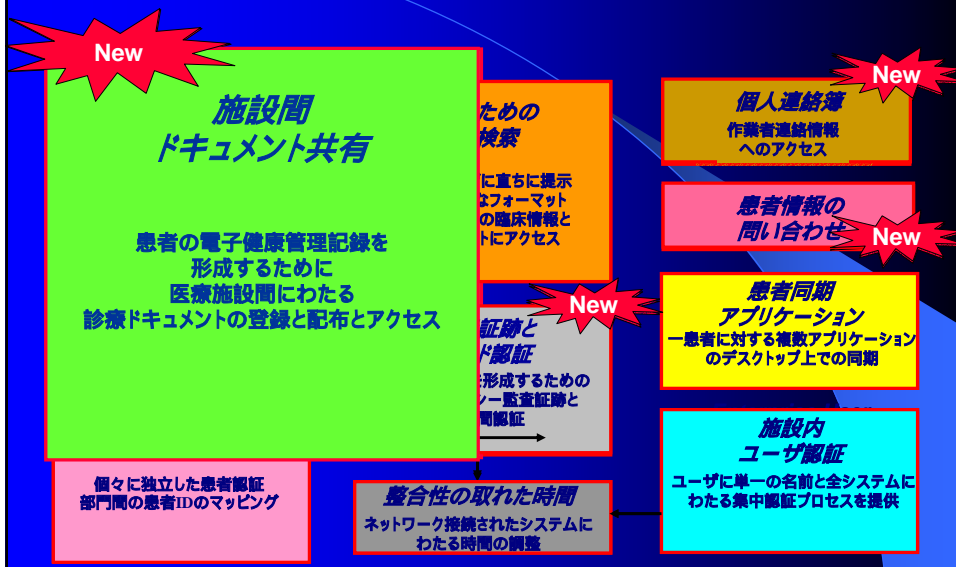 New
施設間
ドキュメント共有
患者の電子健康管理記録を
形成するために
医療施設間にわたる
診療ドキュメントの登録と配布とアクセス
ための
検索
に直ちに提示
なフォーマット
の臨床情報と
トにアクセス
New
個人連絡簿
作業者連絡情報
へのアクセス
患者情報の
問い合わせ
New
New
証跡と
ド認証
を形成するための
シー監査証跡と
間認証
患者同期
アプリケーション
一患者に対する複数アプリケーション
のデスクトップ上での同期
施設内
ユーザ認証
ユーザに単一の名前と全システムに
わたる集中認証プロセスを提供
個々に独立した患者認証
部門間の患者IDのマッピング
整合性の取れた時間
ネットワーク接続されたシステムに
わたる時間の調整